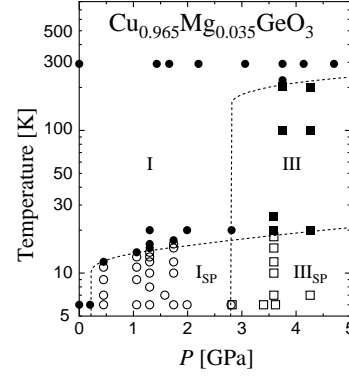 Cu0.965Mg0.035GeO3
Temperature [K]
500
300
100
50
30
10
5
I
III
ISP
IIISP
0
1
2
3
4
5
P [GPa]